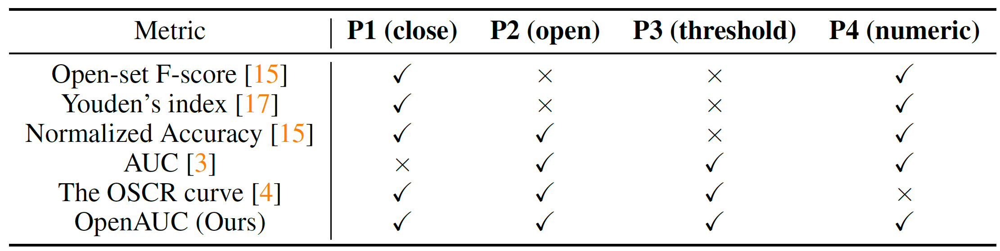 Metric P1 (close) P2 (open) P3 (threshold) P4 (numeric)
Open-set F-score [15] ✓ × × ✓
Youden's index [17] ✓ × × ✓
Normalized Accuracy [15] ✓ ✓ × ✓
AUC [3] × ✓ ✓ ✓
The OSCR curve [4] ✓ ✓ ✓ ×
OpenAUC (Ours) ✓ ✓ ✓ ✓